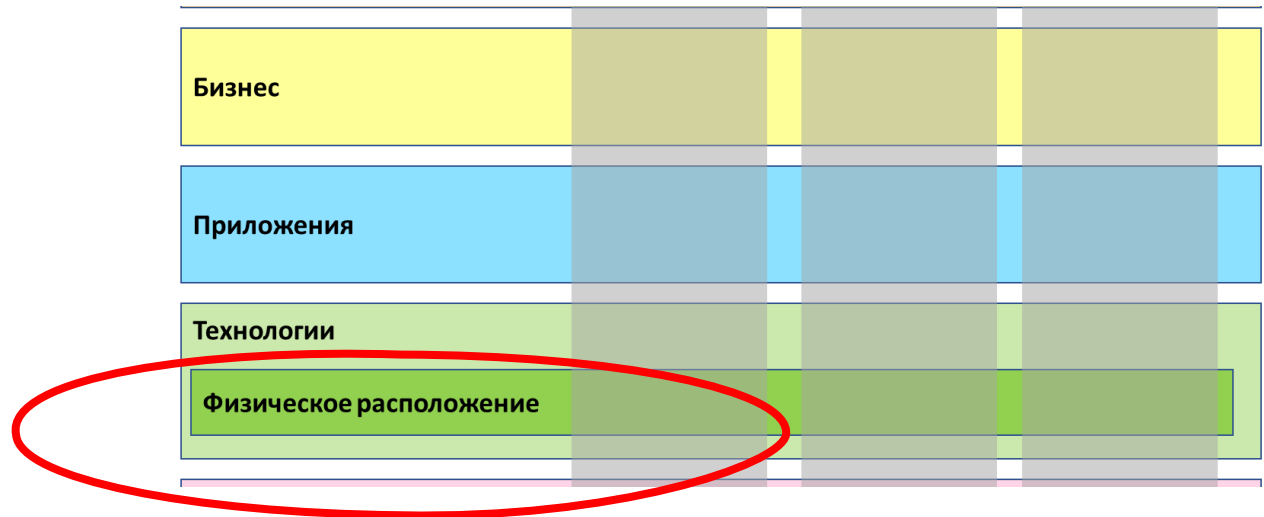 Бизнес
Приложения
Технологии
Физическое расположение